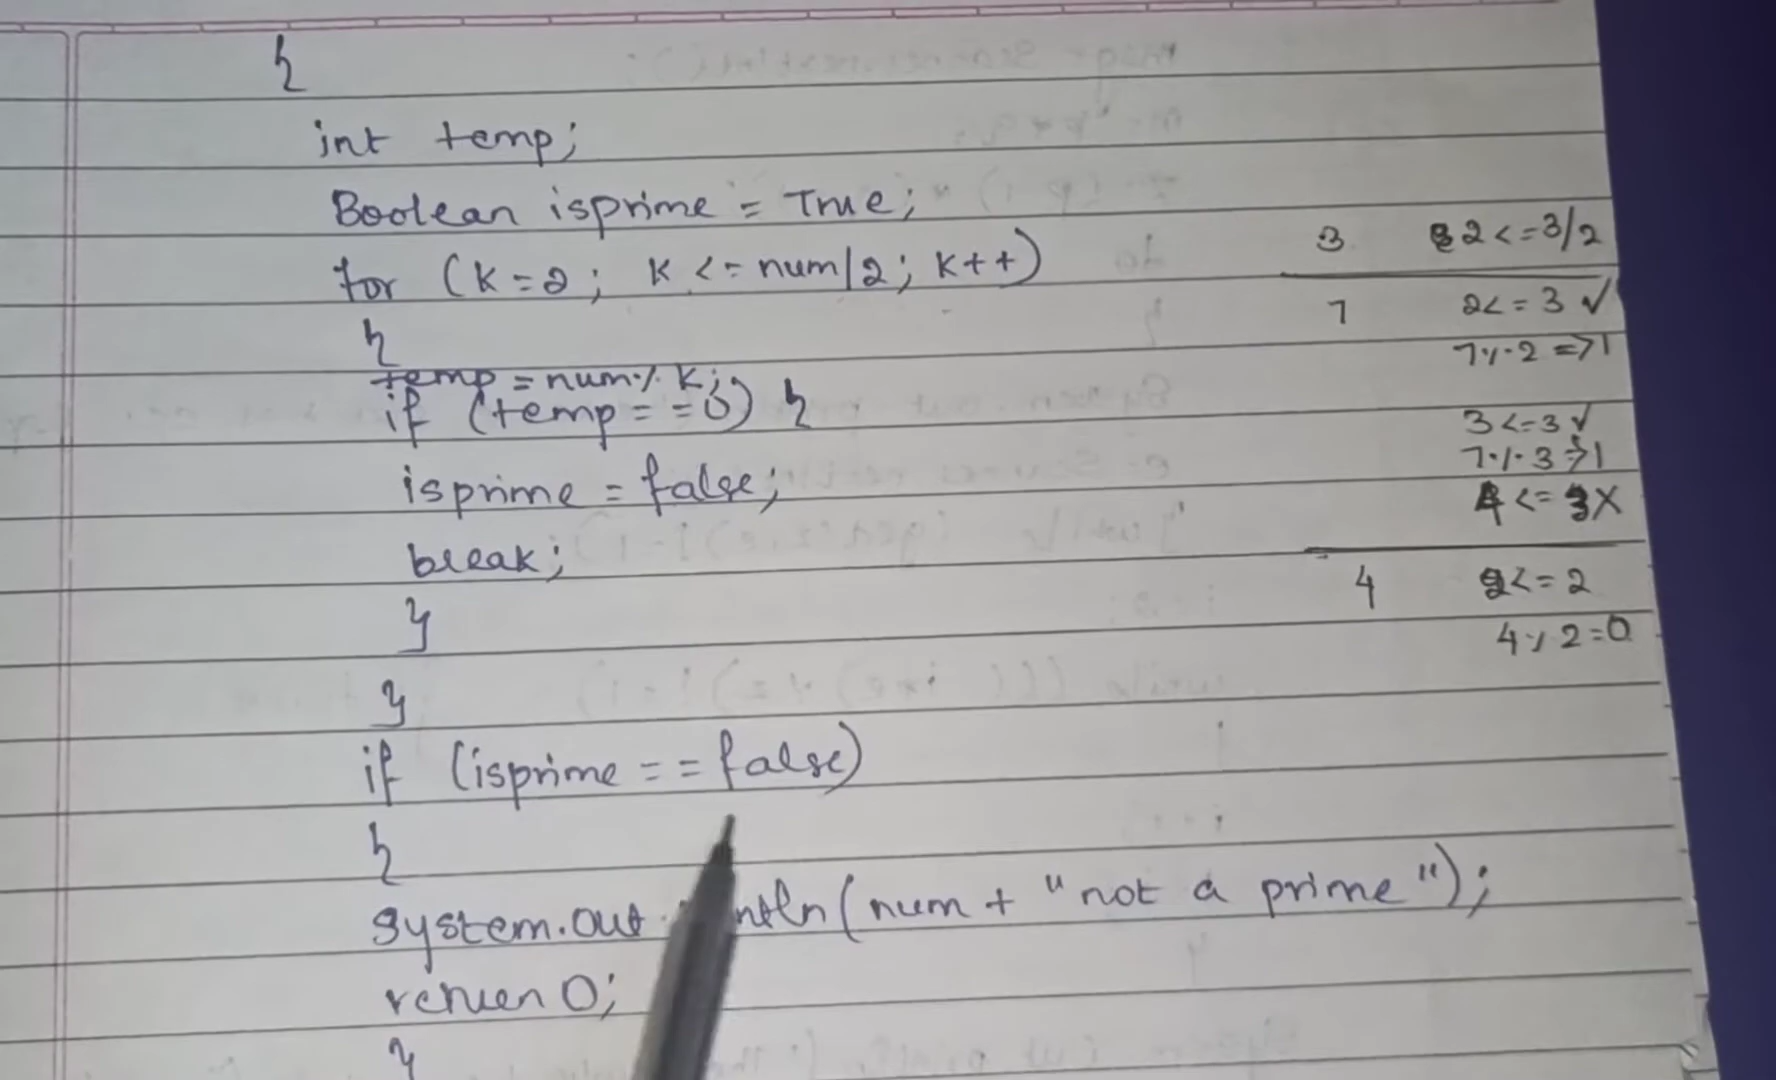 {
int temp;
Boolean isprime = True;
for (k=2; k<=num/2; k++)
{
temp = num % k;
if (temp==0) {
isprime = false;
break;
}
}
if (isprime == false)
{
System.out ntln (num + "not a prime");
return 0;
}
3 2<=3/2
7 2<=3 ✓
7%2 =>1
3<=3 ✓
7%3 =>1
4<=3 X
4 2<=2
4%2=0